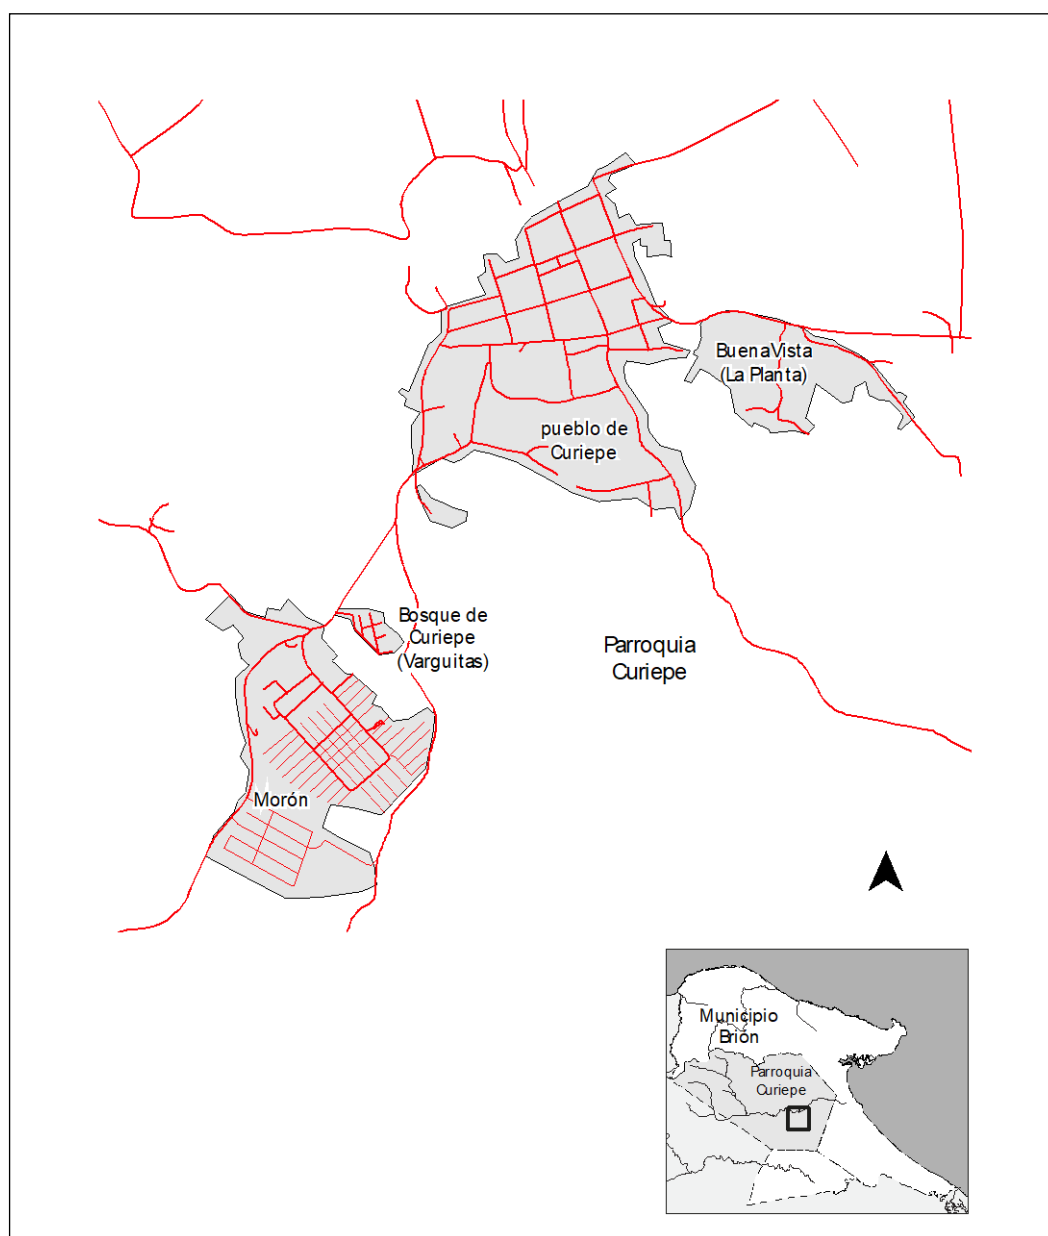 BuenaVista
(La Planta)
pueblo de
Curiepe
Bosque de
Curiepe
(Varguitas)
Parroquia
Curiepe
Morón
Municipio
Brión
Parroquia
Curiepe